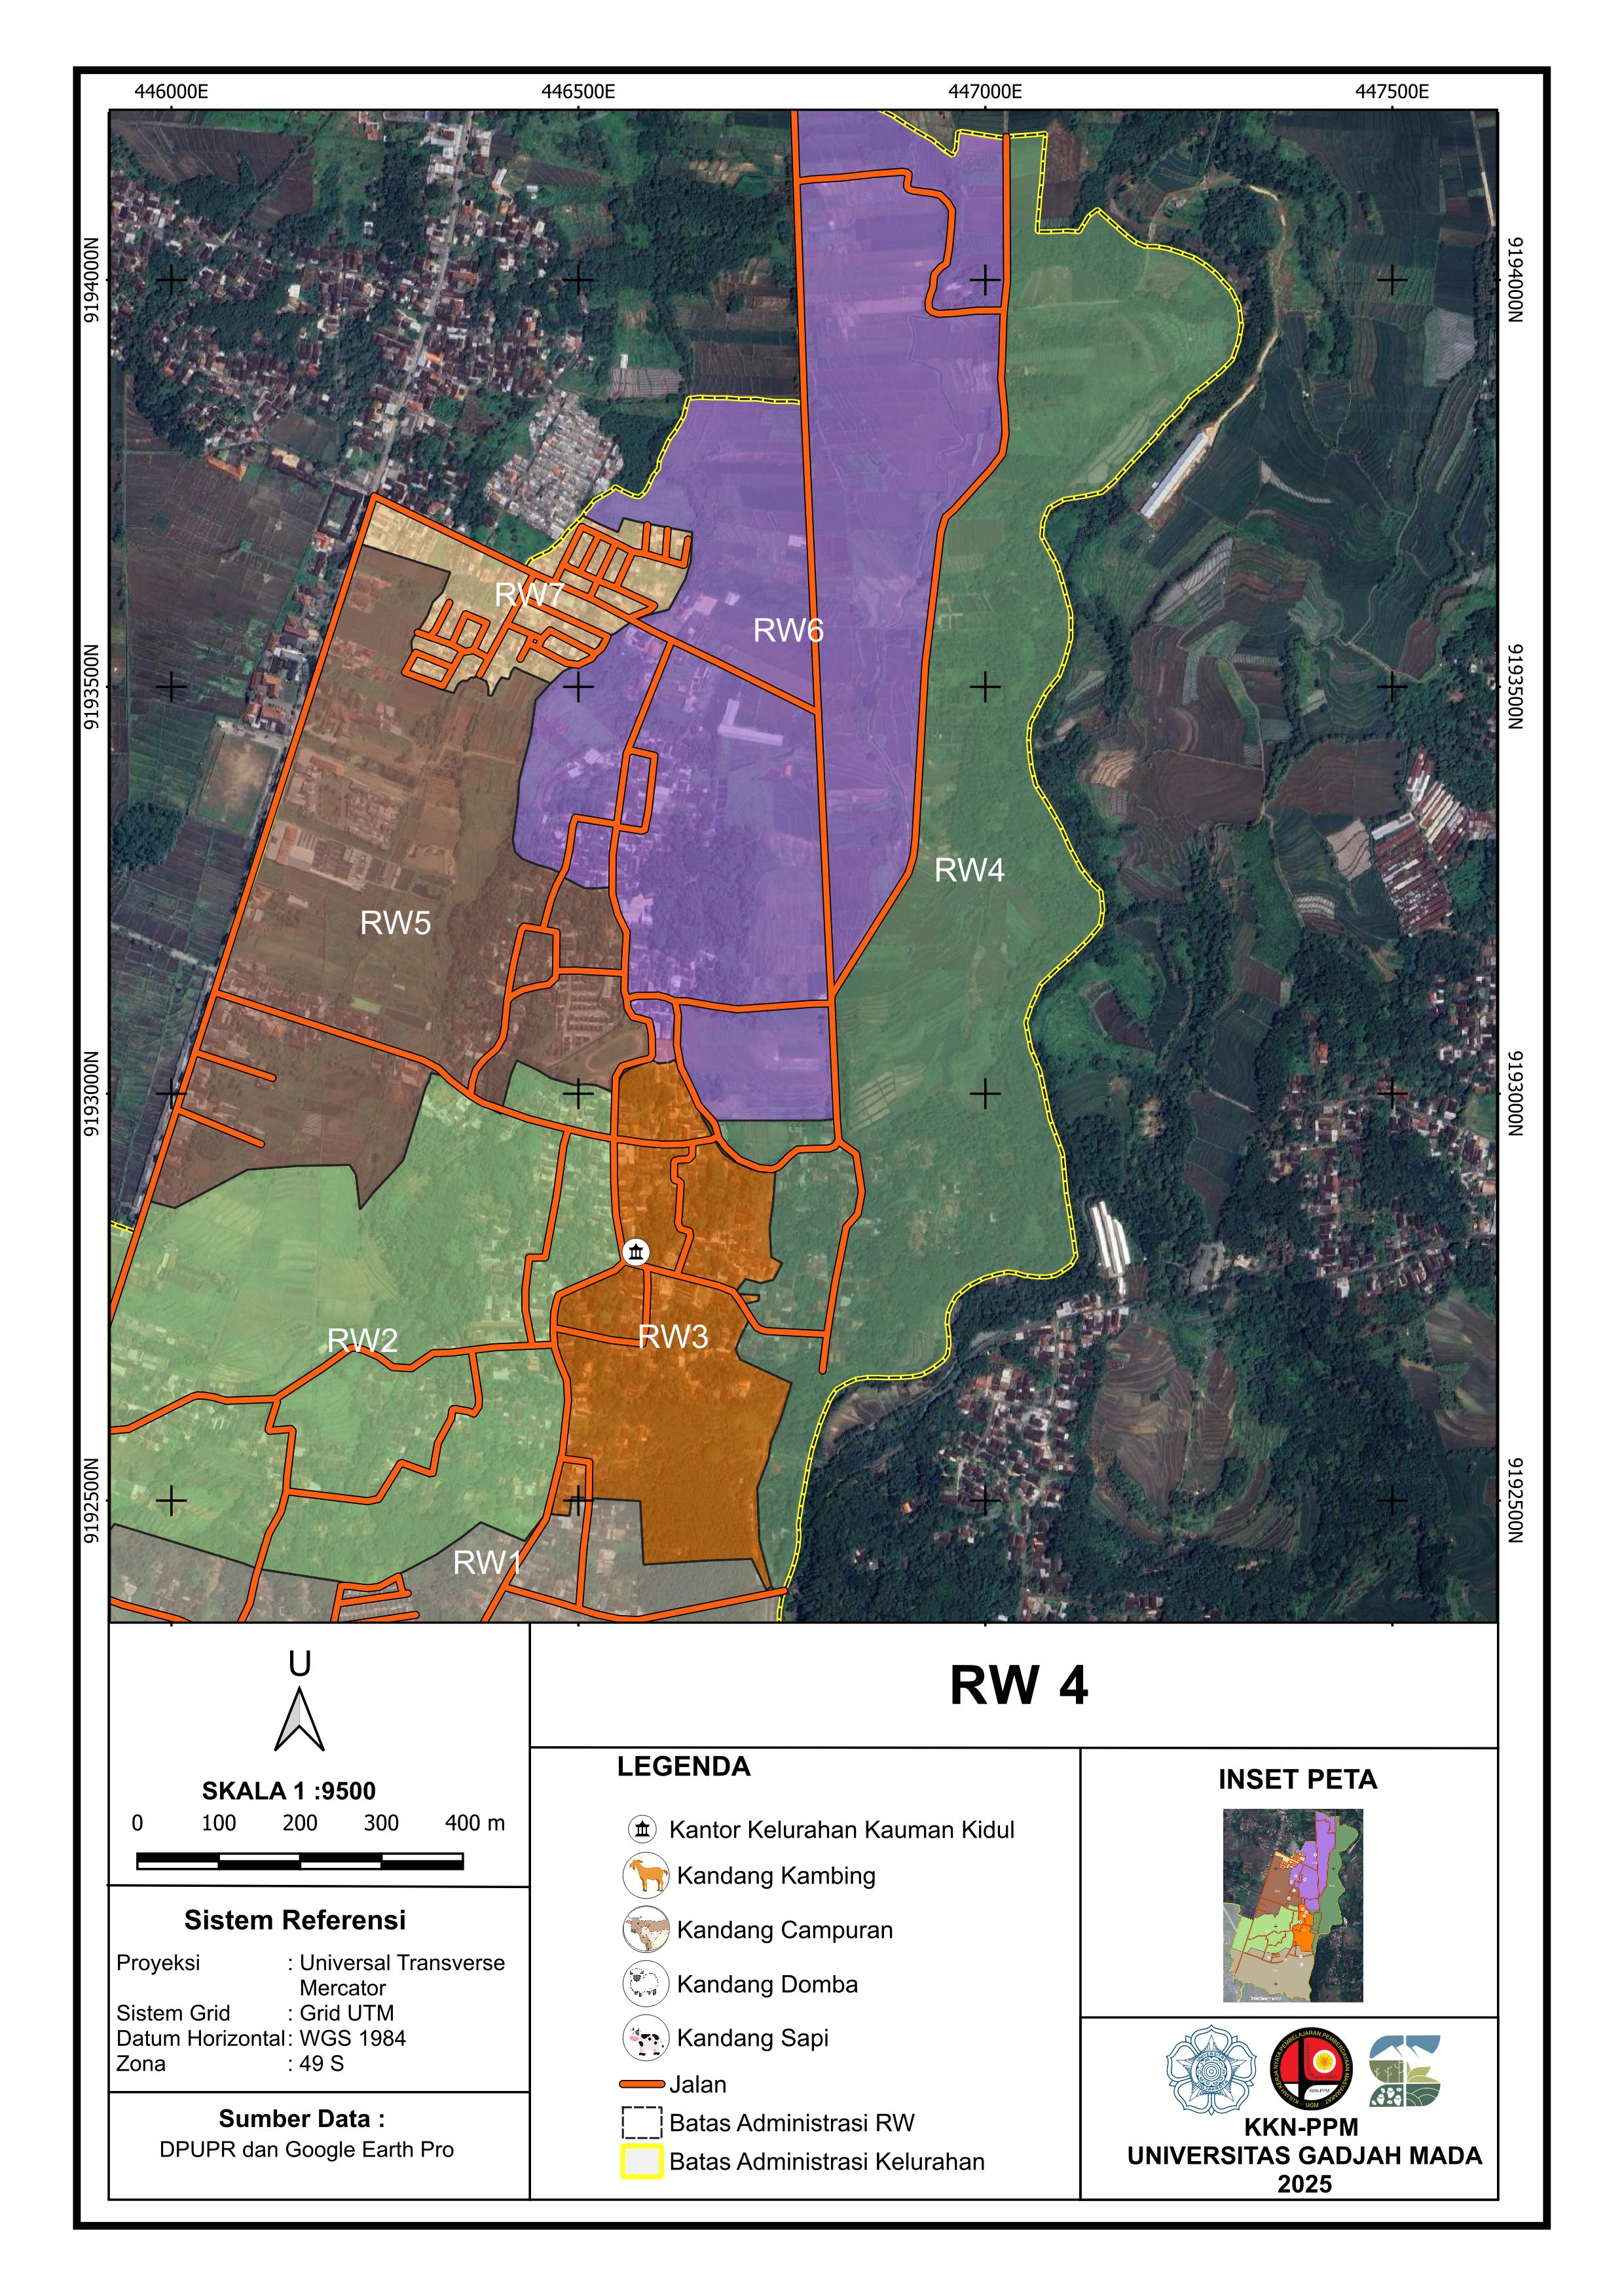 446000E 446500E 447000E 447500E
9194000N 9194000N
RW7
RW6
9193500N 9193500N
RW4
RW5
9193000N 9193000N
RW2
RW3
9192500N 9192500N
RW1
U
SKALA 1 :9500
0 100 200 300 400 m
Sistem Referensi
Proyeksi : Universal Transverse
Mercator
Sistem Grid : Grid UTM
Datum Horizontal : WGS 1984
Zona : 49 S
Sumber Data :
DPUPR dan Google Earth Pro
RW 4
LEGENDA
Kantor Kelurahan Kauman Kidul
Kandang Kambing
Kandang Campuran
Kandang Domba
Kandang Sapi
Jalan
Batas Administrasi RW
Batas Administrasi Kelurahan
INSET PETA
KKN-PPM
UNIVERSITAS GADJAH MADA
2025